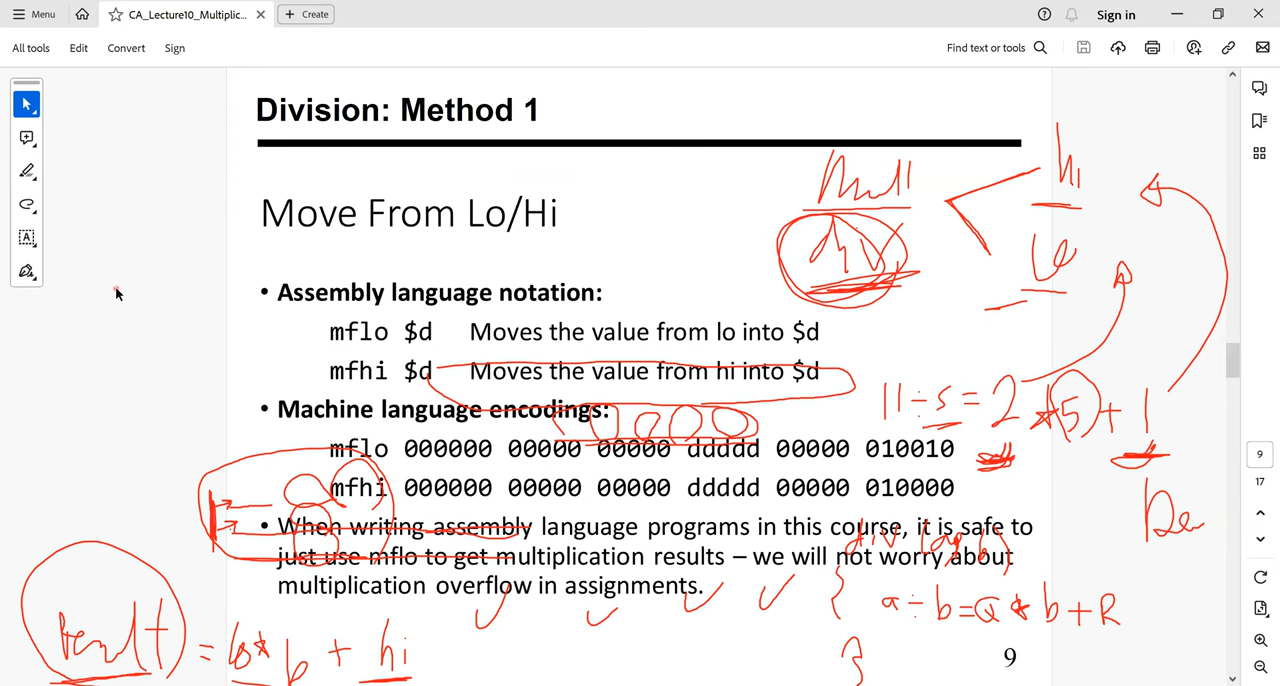 Menu
CA_Lecture10_Multiplic...
Create
Sign in
All tools
Edit
Convert
Sign
Find text or tools
Division: Method 1
Move From Lo/Hi
• Assembly language notation:
mflo $d Moves the value from lo into $d
mfhi $d Moves the value from hi into $d
• Machine language encodings:
mflo 000000 00000 00000 ddddd 00000 010010
mfhi 000000 00000 00000 ddddd 00000 010000
• When writing assembly language programs in this course, it is safe to
just use mflo to get multiplication results – we will not worry about
multiplication overflow in assignments.
9
mult
div
hi
lo
11 ÷ 5 = 2 * 5 + 1
a ÷ b = Q * b + R
result = lo * b + hi
9
17